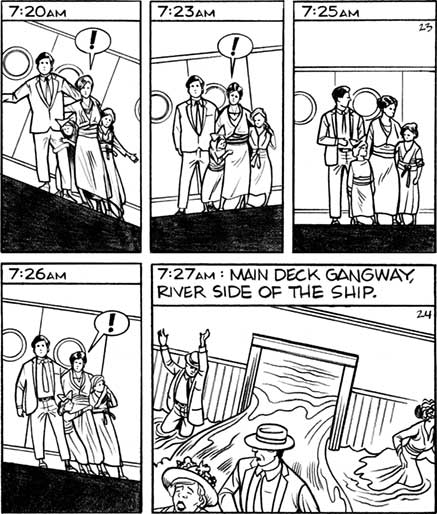 7:20AM
!
7:23AM
!
7:25AM
23
7:26AM
!
7:27AM: MAIN DECK GANGWAY,
RIVER SIDE OF THE SHIP.
24